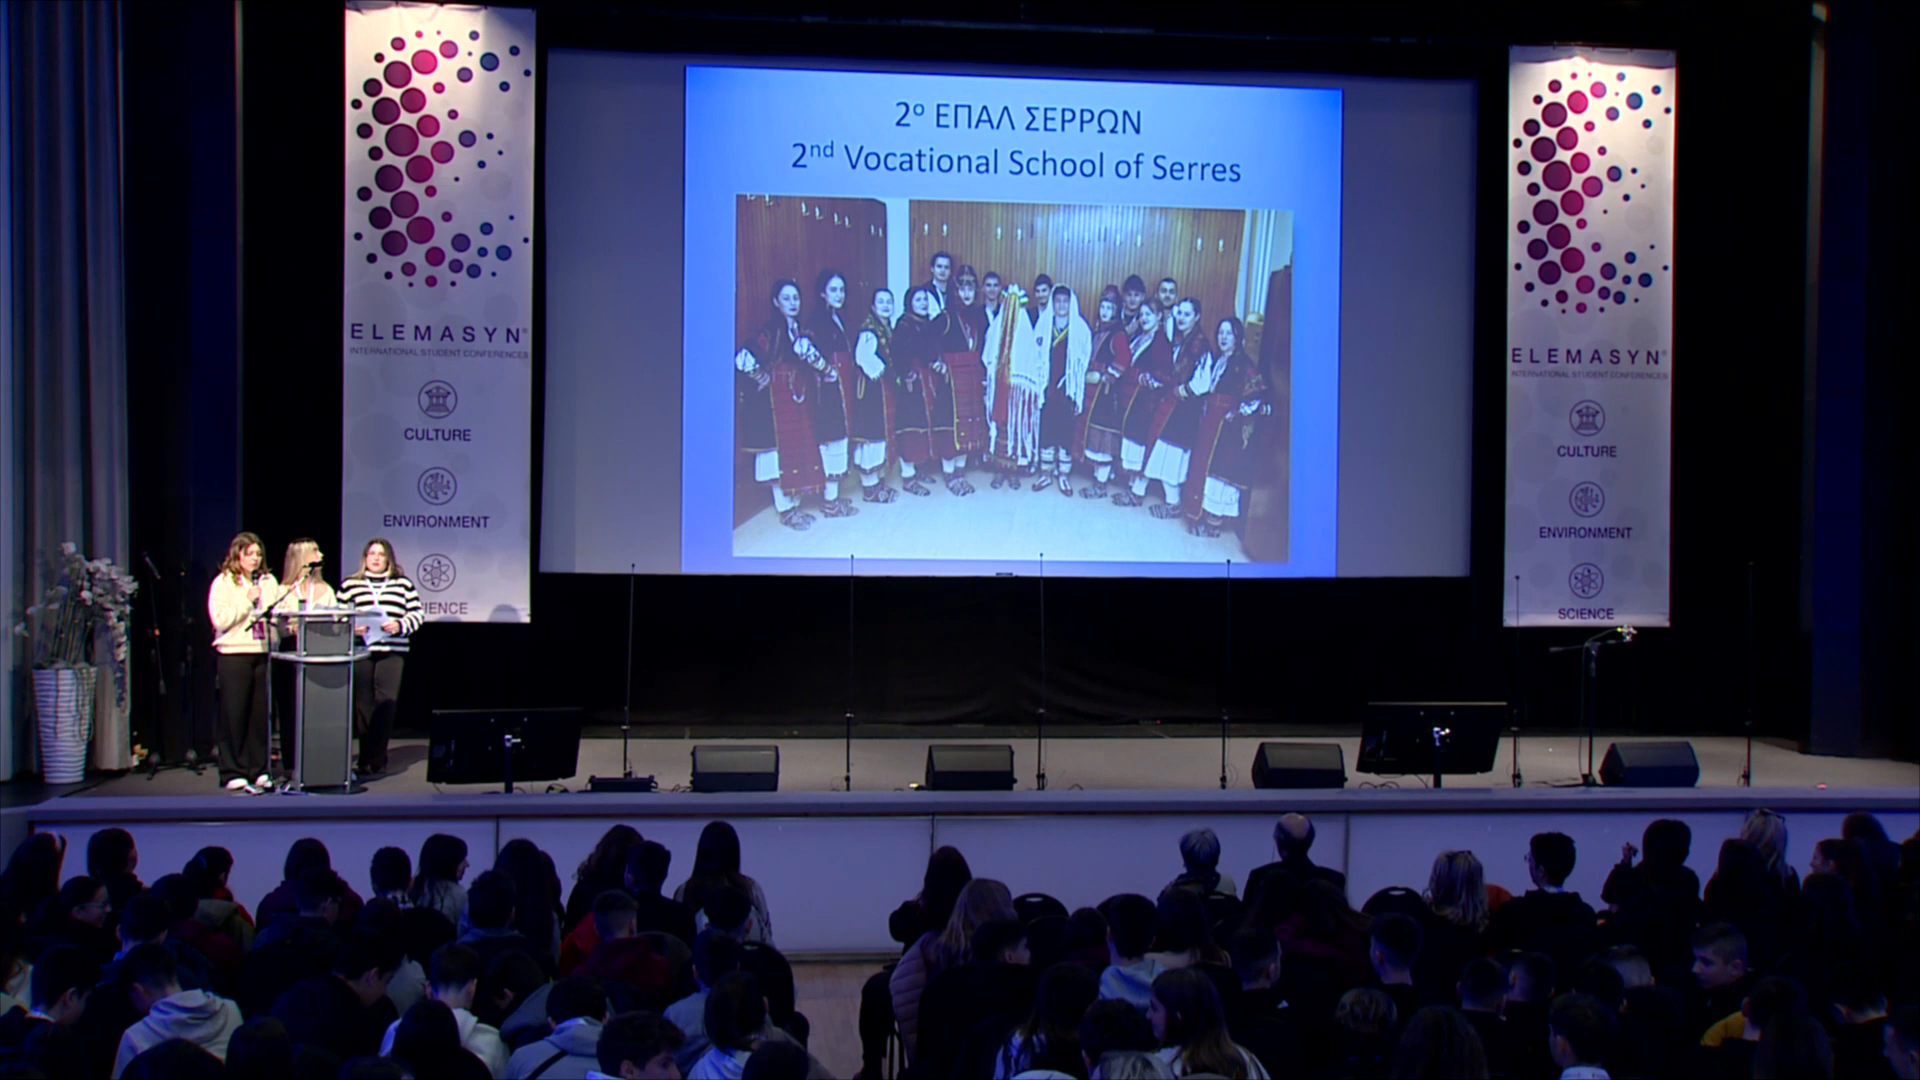 ELEMASYN®
INTERNATIONAL STUDENT CONFERENCES
CULTURE
ENVIRONMENT
IENCE
2ο ΕΠΑΛ ΣΕΡΡΩΝ
2nd Vocational School of Serres
ELEMASYN®
INTERNATIONAL STUDENT CONFERENCES
CULTURE
ENVIRONMENT
SCIENCE